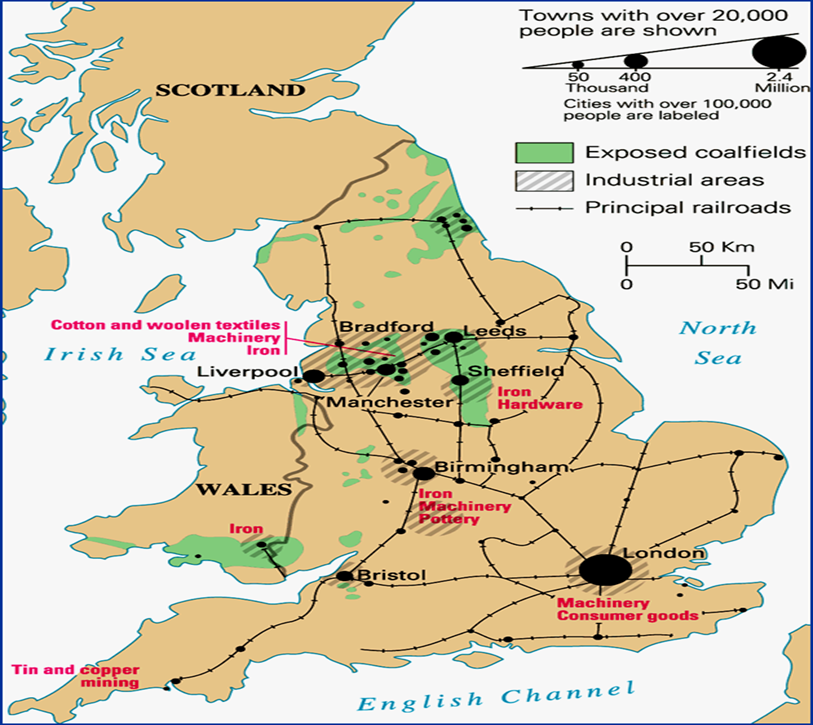 Towns with over 20,000
people are shown
50
Thousand
400
2.4
Million
Cities with over 100,000
people are labeled
SCOTLAND
Exposed coalfields
Industrial areas
Principal railroads
0 50 Km
0 50 Mi
Cotton and woolen textiles
Machinery
Iron
Bradford
Leeds
North
Sea
Irish Sea
Liverpool
Sheffield
Manchester
Iron
Hardware
Birmingham
WALES
Iron
Machinery
Pottery
Iron
London
Bristol
Machinery
Consumer goods
Tin and copper
mining
English Channel